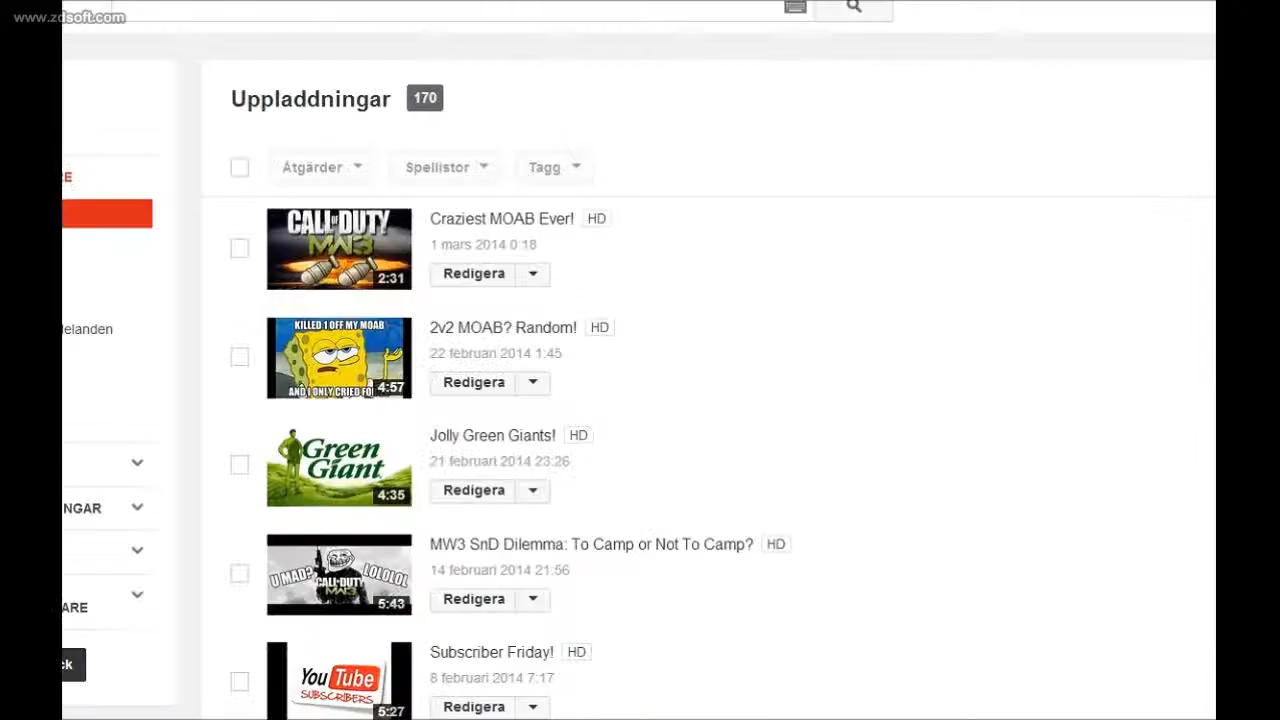 www.zdsoft.com
Uppladdningar 170
Åtgärder Spellistor Tagg
E
elanden
NGAR
ARE
ck
CALL OF DUTY
MW3
2:31
Craziest MOAB Ever! HD
1 mars 2014 0:18
Redigera
KILLED 1 OFF MY MOAB
AND I ONLY CRIED FO
4:57
2v2 MOAB? Random! HD
22 februari 2014 1:45
Redigera
Green
Giant
4:35
Jolly Green Giants! HD
21 februari 2014 23:26
Redigera
U MAD?
LOLOLOL
CALL OF DUTY
MW3
5:43
MW3 SnD Dilemma: To Camp or Not To Camp? HD
14 februari 2014 21:56
Redigera
YouTube
SUBSCRIBERS
5:27
Subscriber Friday! HD
8 februari 2014 7:17
Redigera